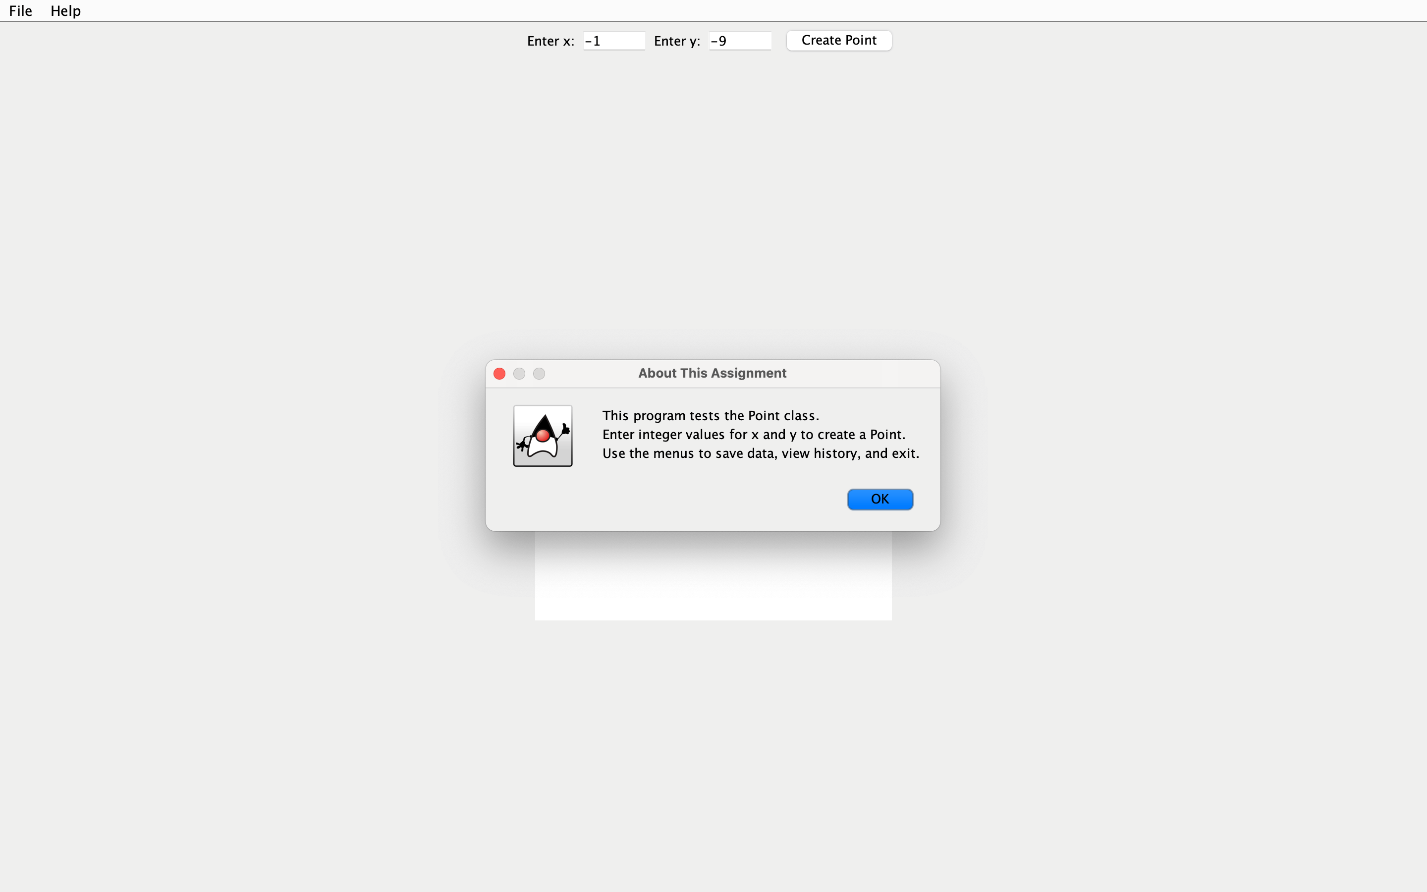 File Help
Enter x: -1 Enter y: -9 Create Point
About This Assignment
This program tests the Point class.
Enter integer values for x and y to create a Point.
Use the menus to save data, view history, and exit.
OK